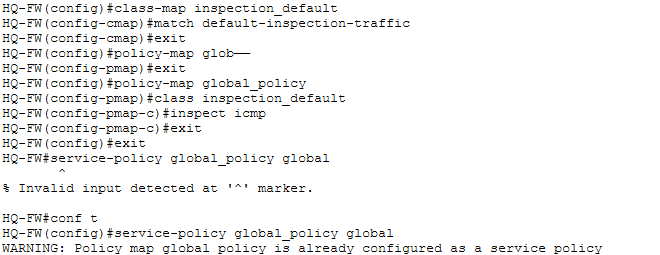 HQ-FW(config)#class-map inspection_default
HQ-FW(config-cmap)#match default-inspection-traffic
HQ-FW(config-cmap)#exit
HQ-FW(config)#policy-map glob——
HQ-FW(config-pmap)#exit
HQ-FW(config)#policy-map global_policy
HQ-FW(config-pmap)#class inspection_default
HQ-FW(config-pmap-c)#inspect icmp
HQ-FW(config-pmap-c)#exit
HQ-FW(config)#exit
HQ-FW#service-policy global_policy global
^
% Invalid input detected at '^' marker.
HQ-FW#conf t
HQ-FW(config)#service-policy global_policy global
WARNING: Policy map global policy is already configured as a service policy